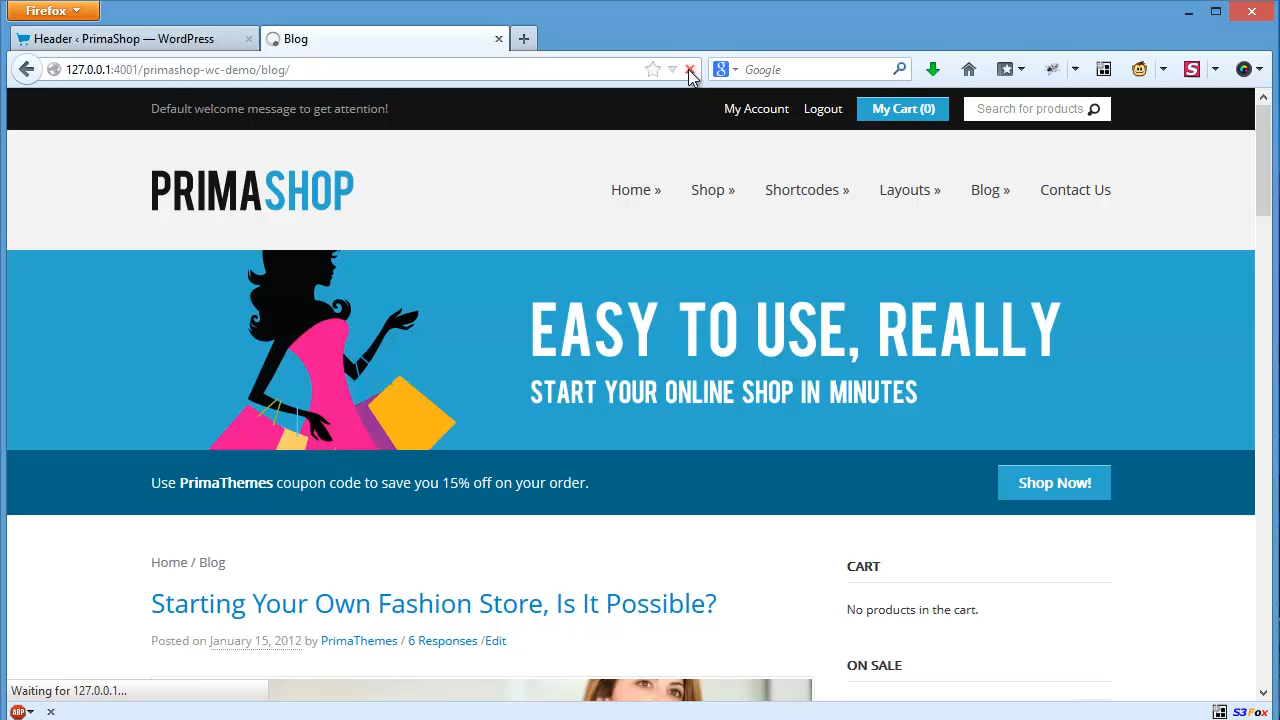 Firefox
Header ‹ PrimaShop — WordPress
Blog
127.0.0.1:4001/primashop-wc-demo/blog/
Google
Default welcome message to get attention!
My Account
Logout
My Cart (0)
Search for products
PRIMASHOP
Home »
Shop »
Shortcodes »
Layouts »
Blog »
Contact Us
EASY TO USE, REALLY
START YOUR ONLINE SHOP IN MINUTES
Use PrimaThemes coupon code to save you 15% off on your order.
Shop Now!
Home / Blog
CART
Starting Your Own Fashion Store, Is It Possible?
No products in the cart.
Posted on January 15, 2012 by PrimaThemes / 6 Responses /Edit
ON SALE
Waiting for 127.0.0.1...
ABP
S3Fox